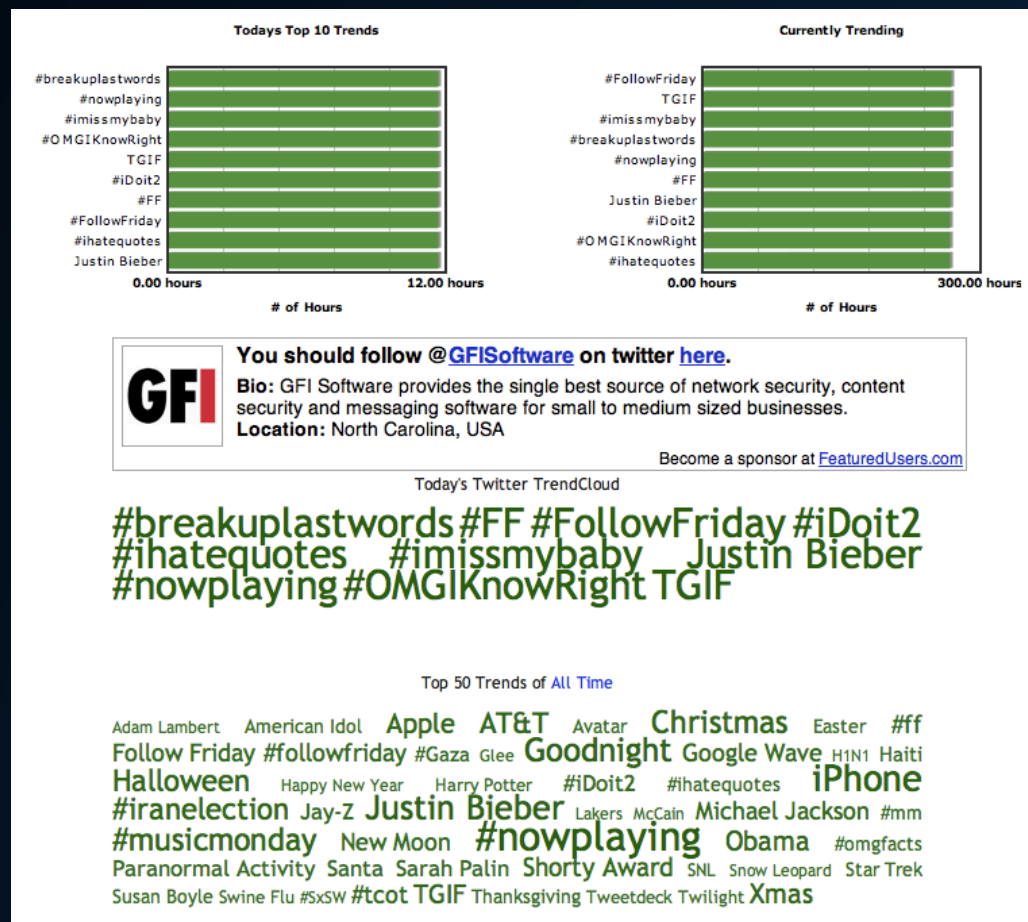 Todays Top 10 Trends
#breakuplastwords
#nowplaying
#imissmybaby
#OMGIKnowRight
TGIF
#iDoit2
#FF
#FollowFriday
#ihatequotes
Justin Bieber
0.00 hours 12.00 hours
# of Hours
Currently Trending
#FollowFriday
TGIF
#imissmybaby
#breakuplastwords
#nowplaying
#FF
Justin Bieber
#iDoit2
#OMGIKnowRight
#ihatequotes
0.00 hours 300.00 hours
# of Hours
GFI
You should follow @GFISoftware on twitter here.
Bio: GFI Software provides the single best source of network security, content
security and messaging software for small to medium sized businesses.
Location: North Carolina, USA
Become a sponsor at FeaturedUsers.com
Today's Twitter TrendCloud
#breakuplastwords #FF #FollowFriday #iDoit2
#ihatequotes #imissmybaby Justin Bieber
#nowplaying #OMGIKnowRight TGIF
Top 50 Trends of All Time
Adam Lambert American Idol Apple AT&T Avatar Christmas Easter #ff
Follow Friday #followfriday #Gaza Glee Goodnight Google Wave H1N1 Haiti
Halloween Happy New Year Harry Potter #iDoit2 #ihatequotes iPhone
#iranelection Jay-Z Justin Bieber Lakers McCain Michael Jackson #mm
#musicmonday New Moon #nowplaying Obama #omgfacts
Paranormal Activity Santa Sarah Palin Shorty Award SNL Snow Leopard Star Trek
Susan Boyle Swine Flu #SxSW #tcot TGIF Thanksgiving Tweetdeck Twilight Xmas